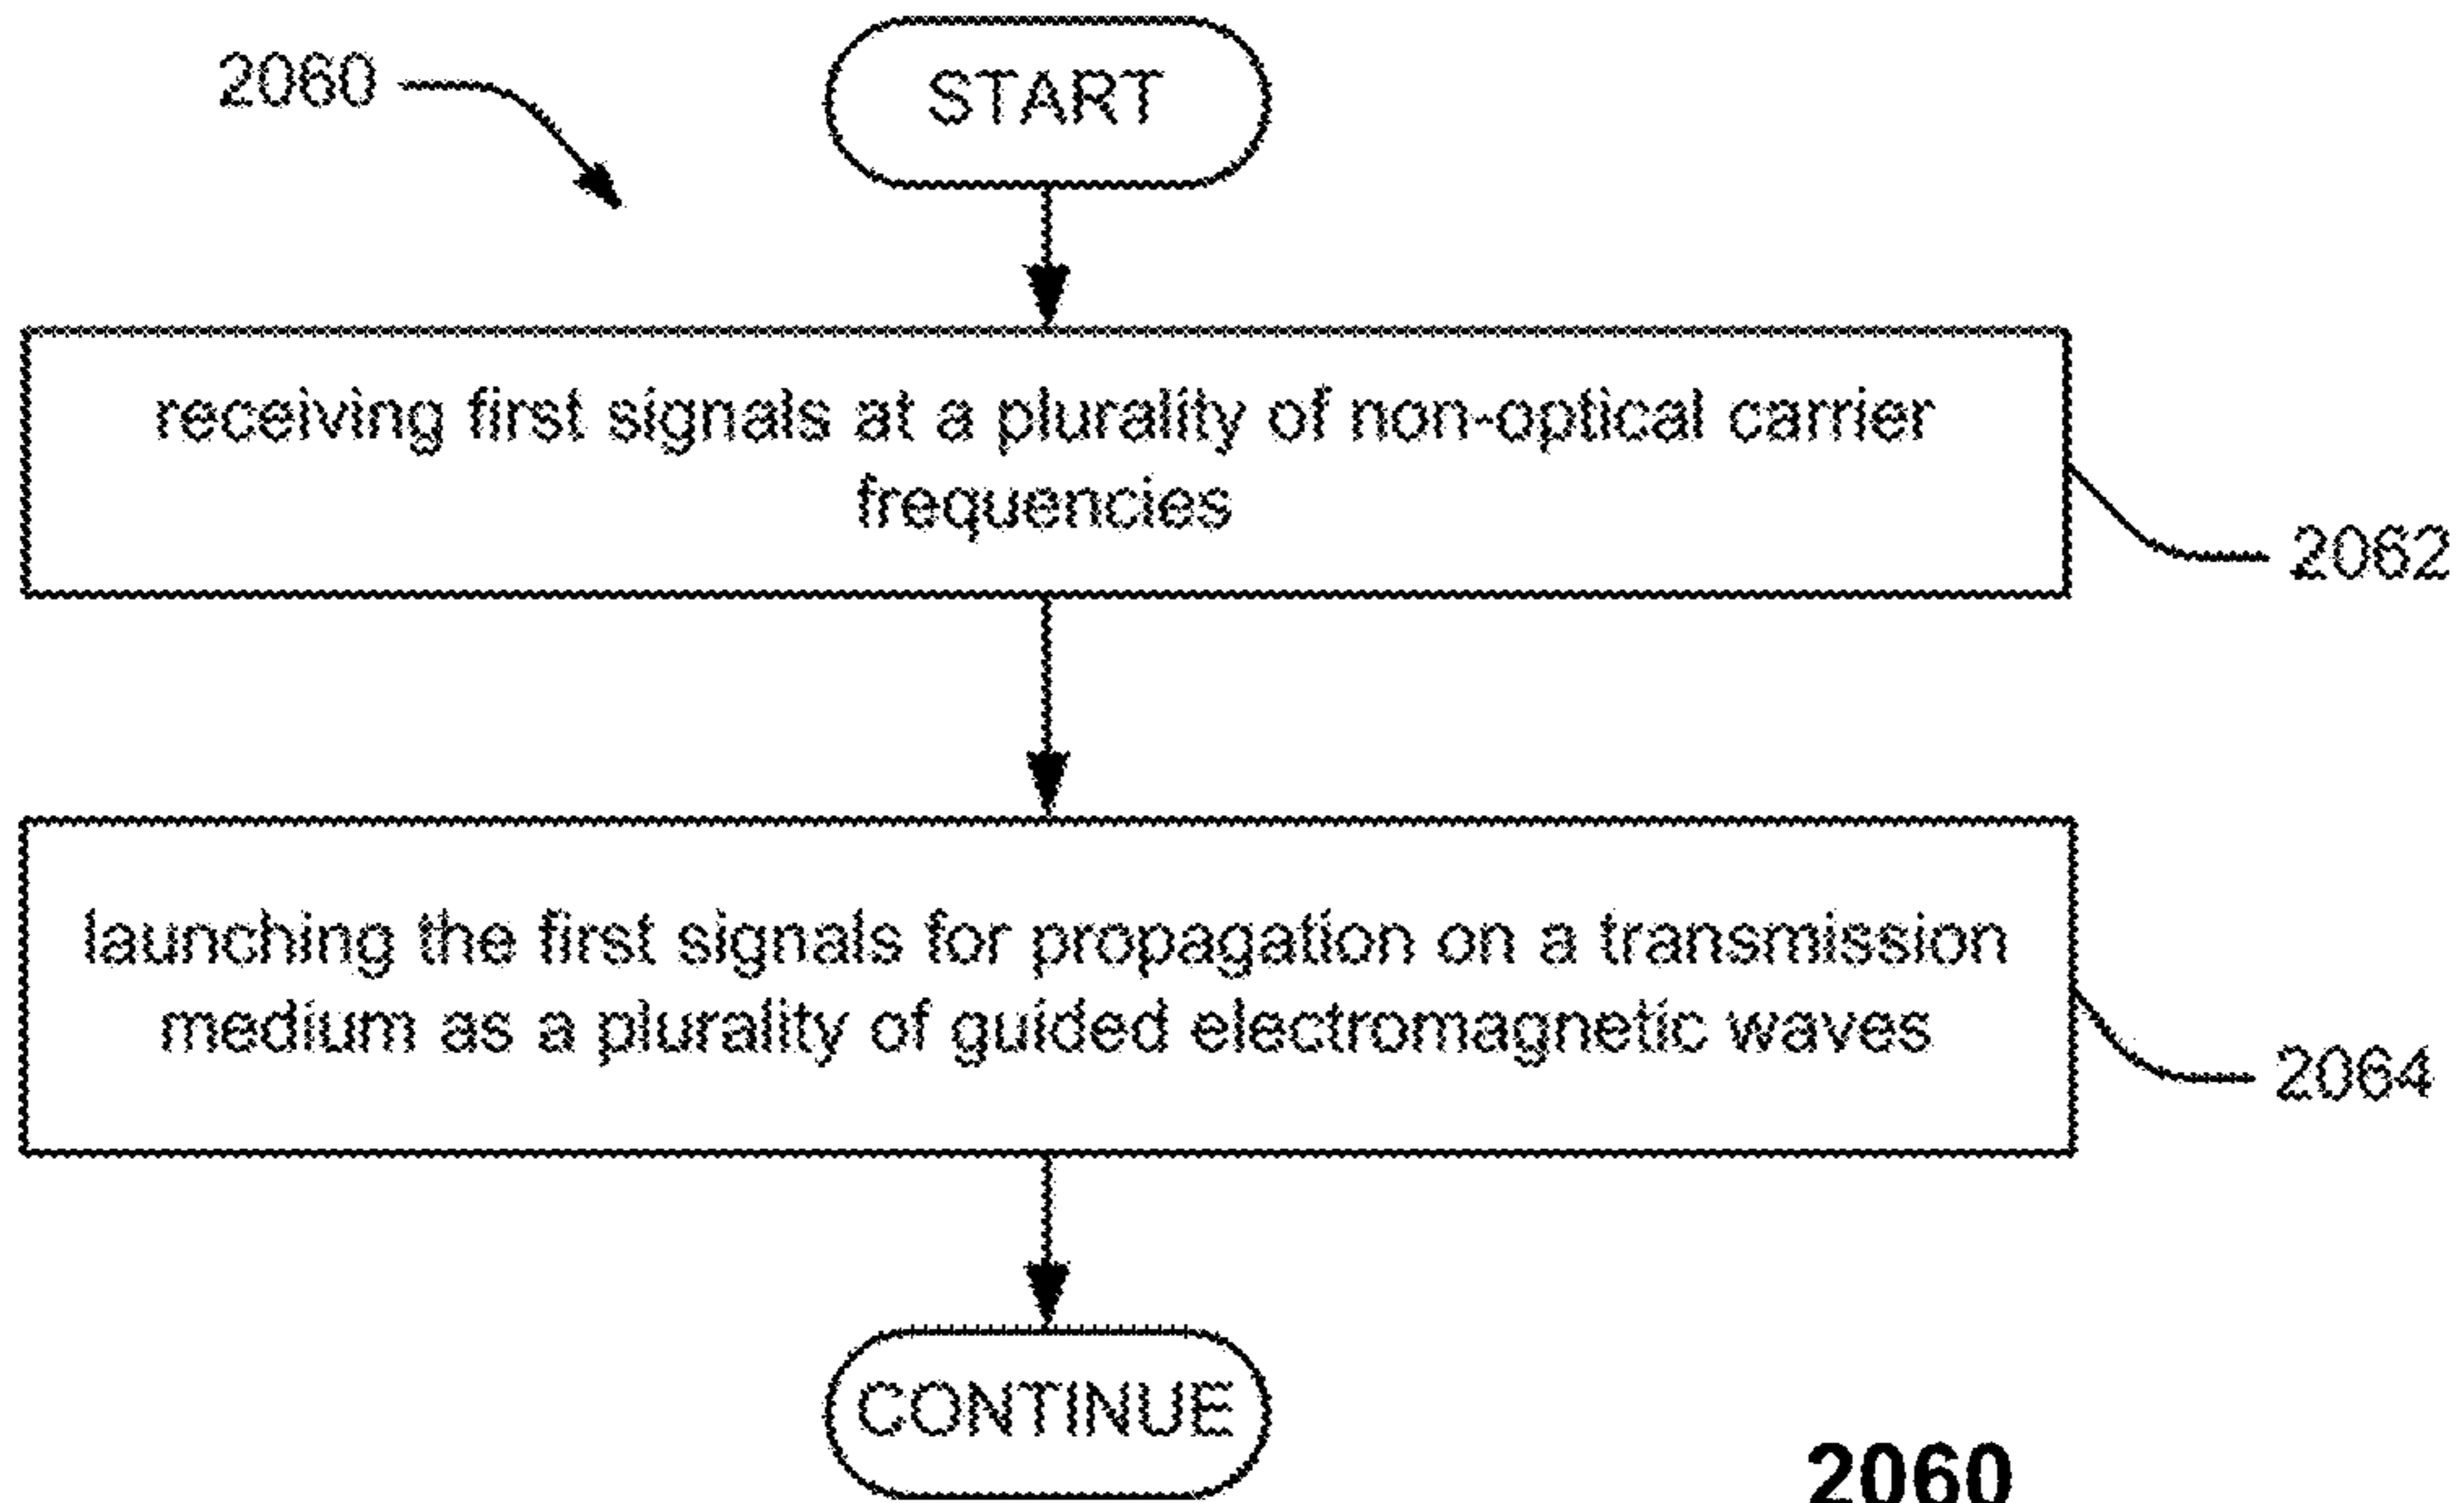 2060
START
receiving first signals at a plurality of non-optical carrier
frequencies
2062
launching the first signals for propagation on a transmission
medium as a plurality of guided electromagnetic waves
2064
CONTINUE
2060